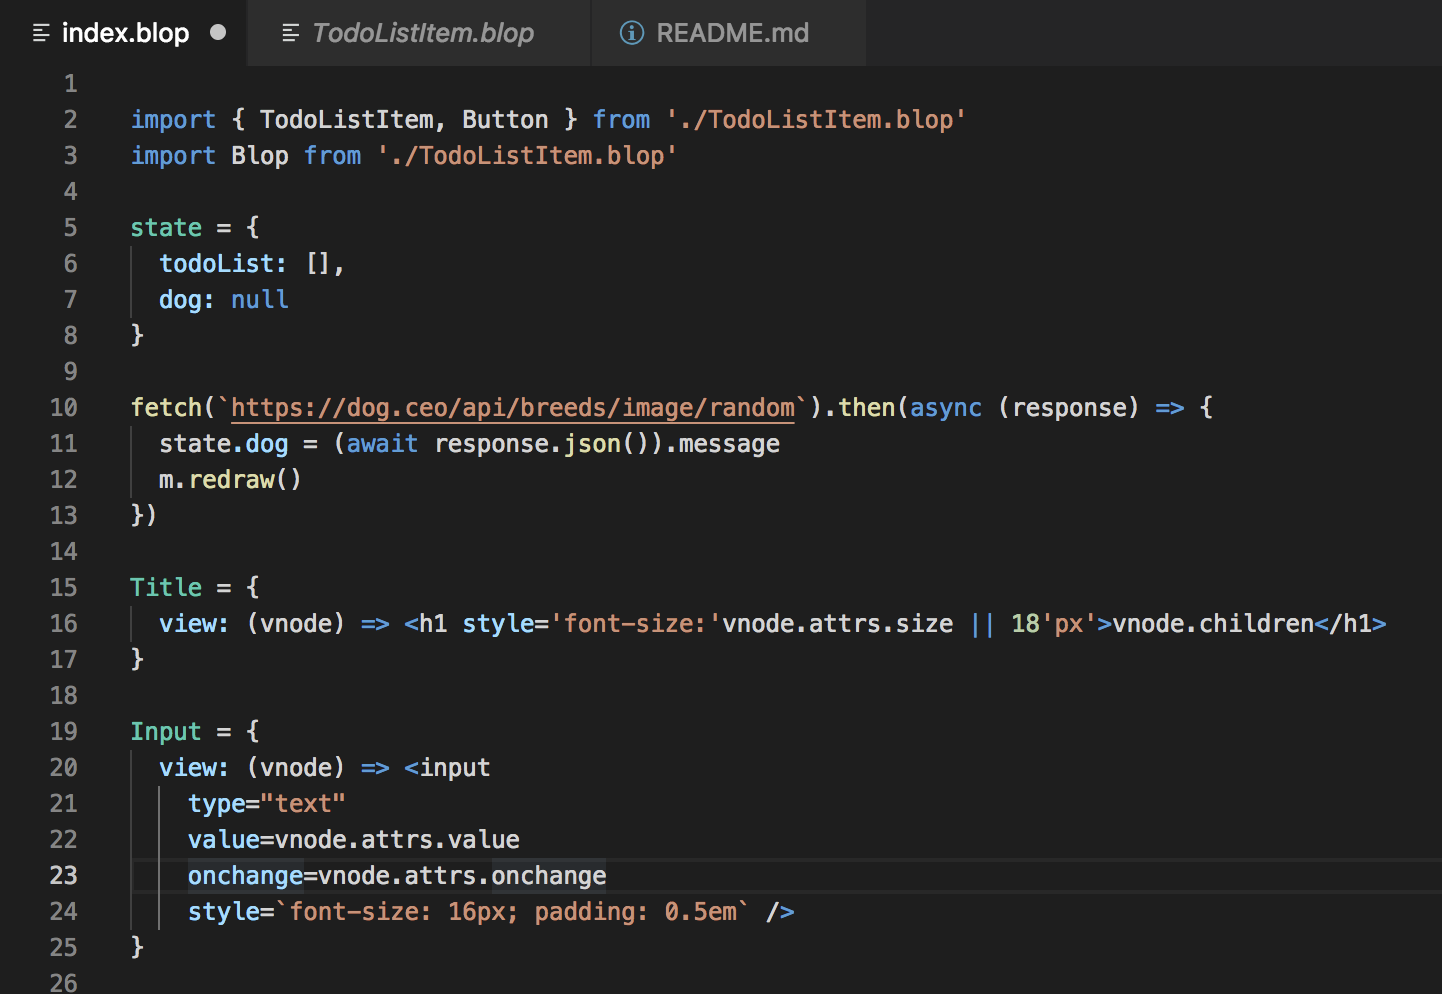 index.blop TodoListItem.blop README.md
1
2 import { TodoListItem, Button } from './TodoListItem.blop'
3 import Blop from './TodoListItem.blop'
4
5 state = {
6   todoList: [],
7   dog: null
8 }
9
10 fetch(`https://dog.ceo/api/breeds/image/random`).then(async (response) => {
11   state.dog = (await response.json()).message
12   m.redraw()
13 })
14
15 Title = {
16   view: (vnode) => <h1 style='font-size:'vnode.attrs.size || 18'px'>vnode.children</h1>
17 }
18
19 Input = {
20   view: (vnode) => <input
21     type="text"
22     value=vnode.attrs.value
23     onchange=vnode.attrs.onchange
24     style=`font-size: 16px; padding: 0.5em` />
25 }
26